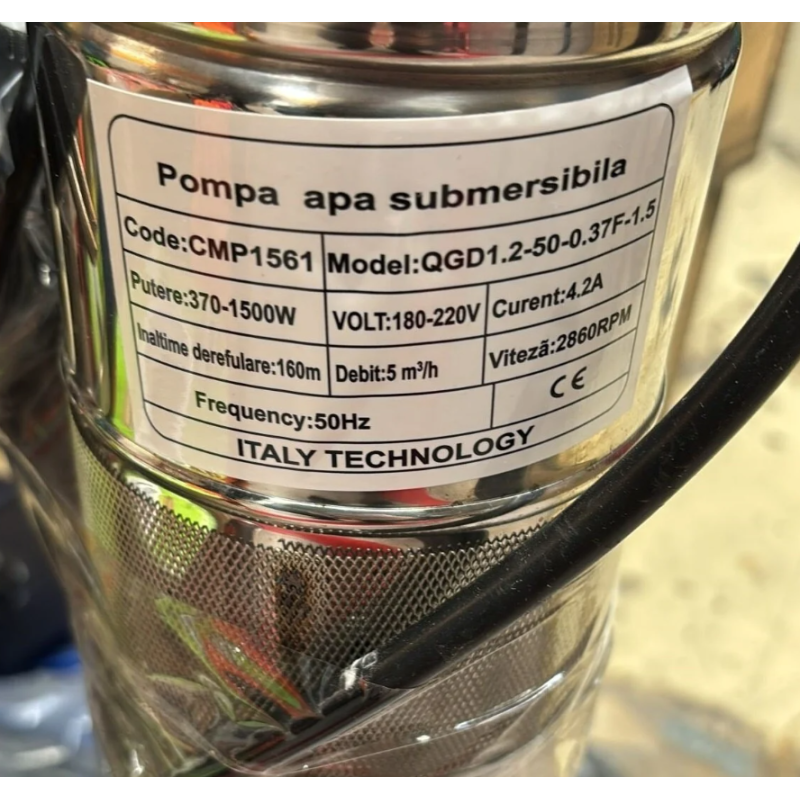 Pompa apa submersibila
Code:CMP1561 Model:QGD1.2-50-0.37F-1.5
Putere:370-1500W VOLT:180-220V Curent:4.2A
Inaltime derefulare:160m Debit:5 m³/h Viteză:2860RPM
Frequency:50Hz CE
ITALY TECHNOLOGY